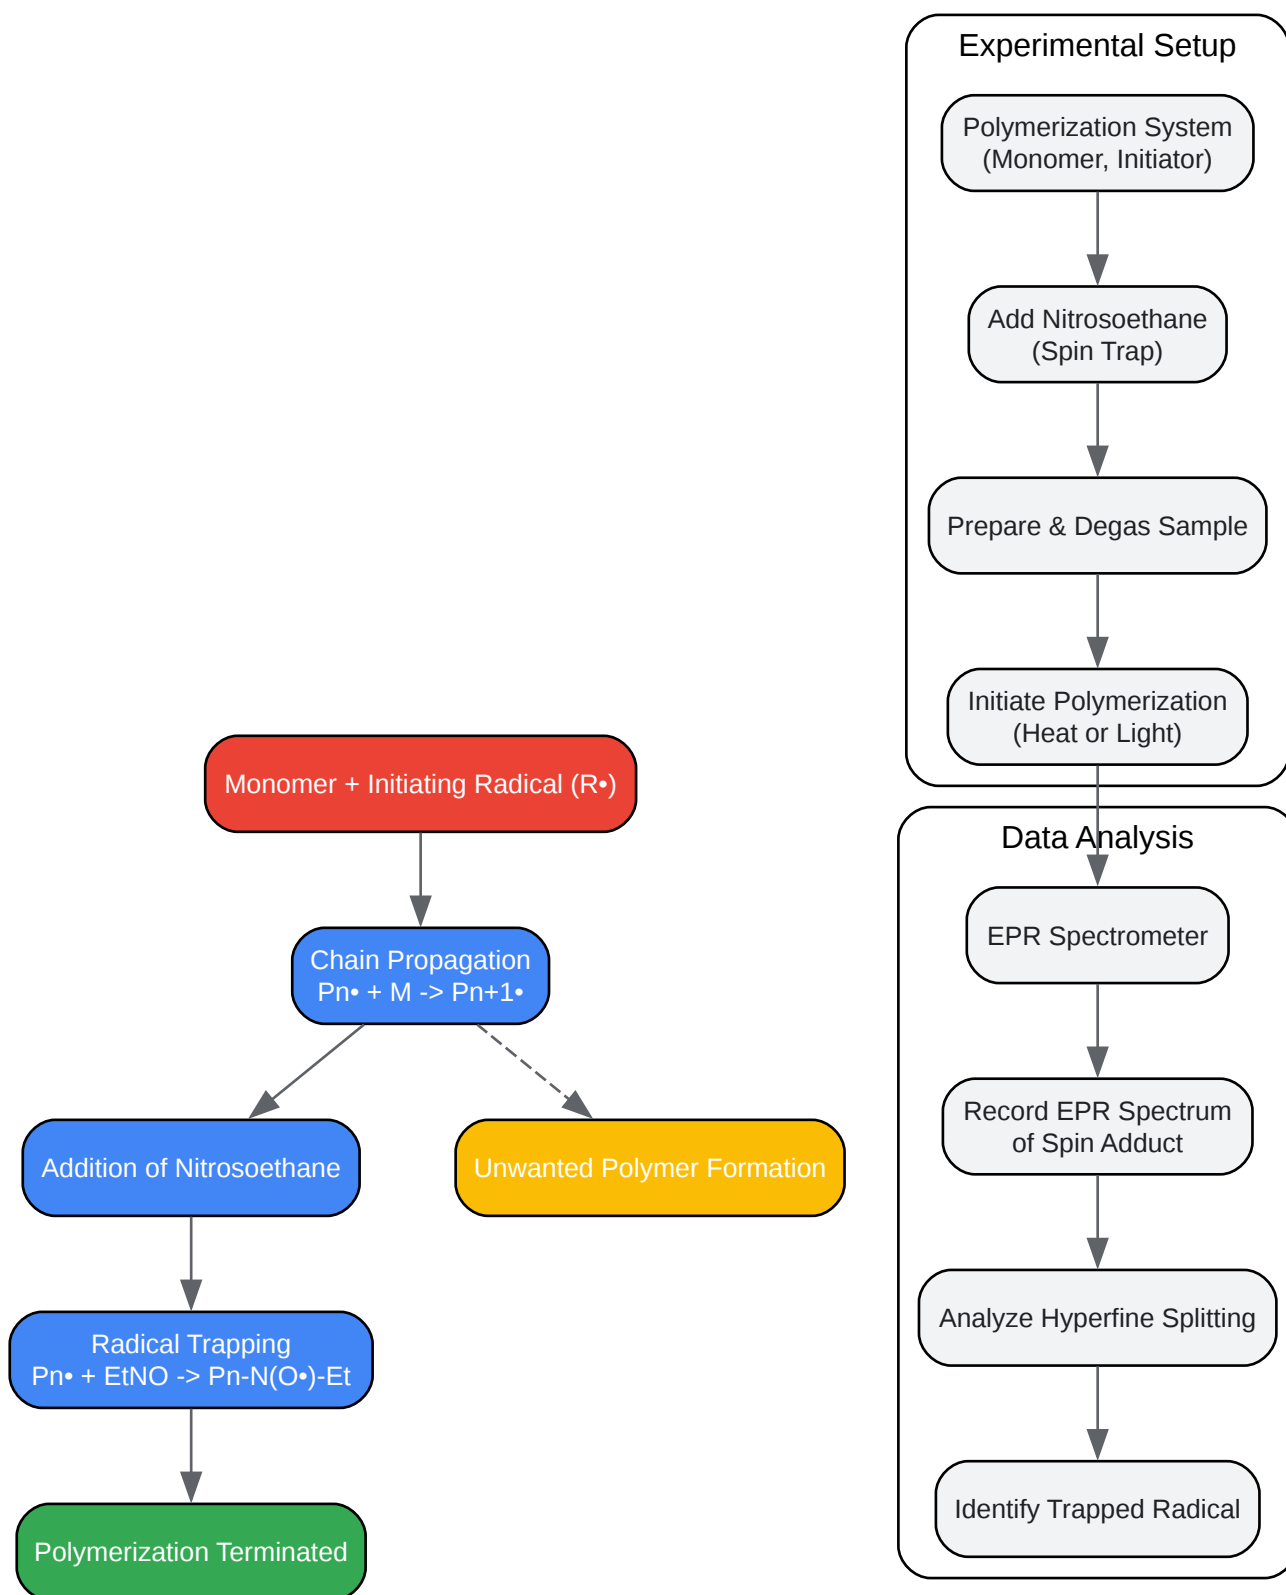 Experimental Setup
Polymerization System
(Monomer, Initiator)
Add Nitrosoethane
(Spin Trap)
Prepare & Degas Sample
Initiate Polymerization
(Heat or Light)
Monomer + Initiating Radical (R•)
Chain Propagation
Pn• + M -> Pn+1•
Addition of Nitrosoethane
Unwanted Polymer Formation
Radical Trapping
Pn• + EtNO -> Pn-N(O•)-Et
Polymerization Terminated
Data Analysis
EPR Spectrometer
Record EPR Spectrum
of Spin Adduct
Analyze Hyperfine Splitting
Identify Trapped Radical